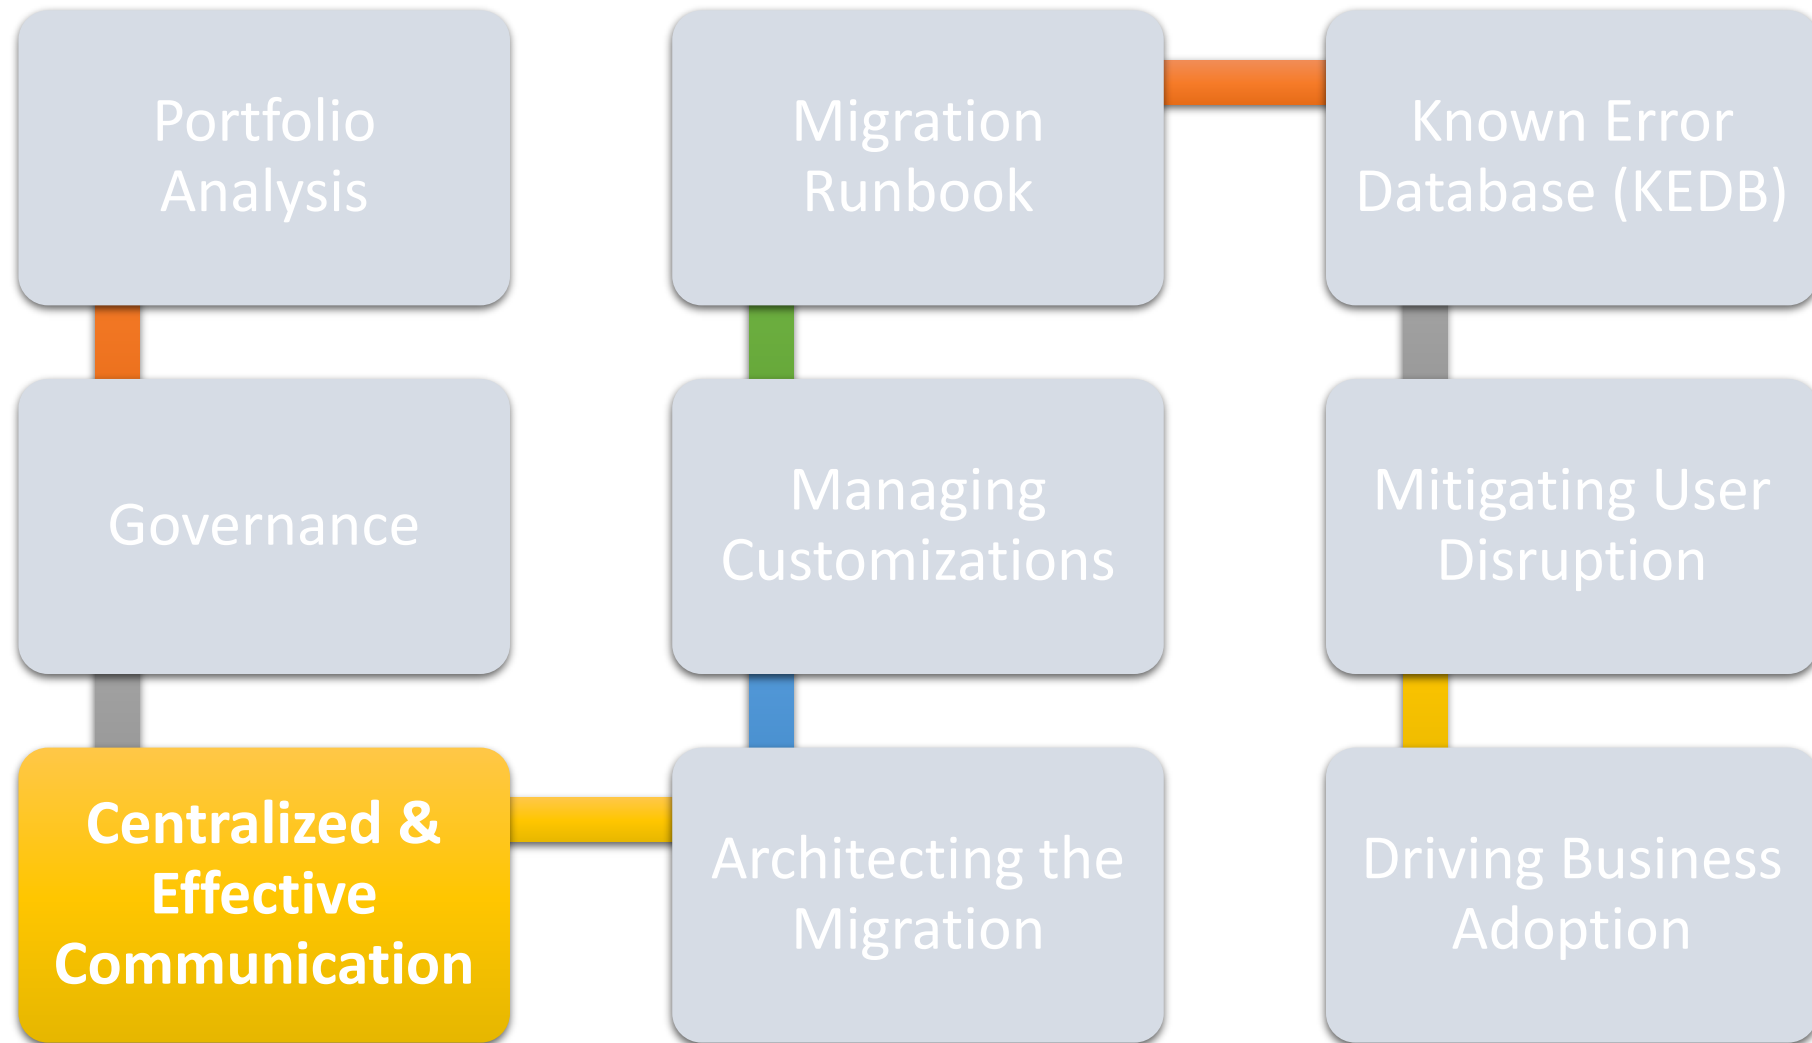 Portfolio
Analysis
Governance
Centralized &
Effective
Communication
Architecting the
Migration
Managing
Customizations
Migration
Runbook
Known Error
Database (KEDB)
Mitigating User
Disruption
Driving Business
Adoption